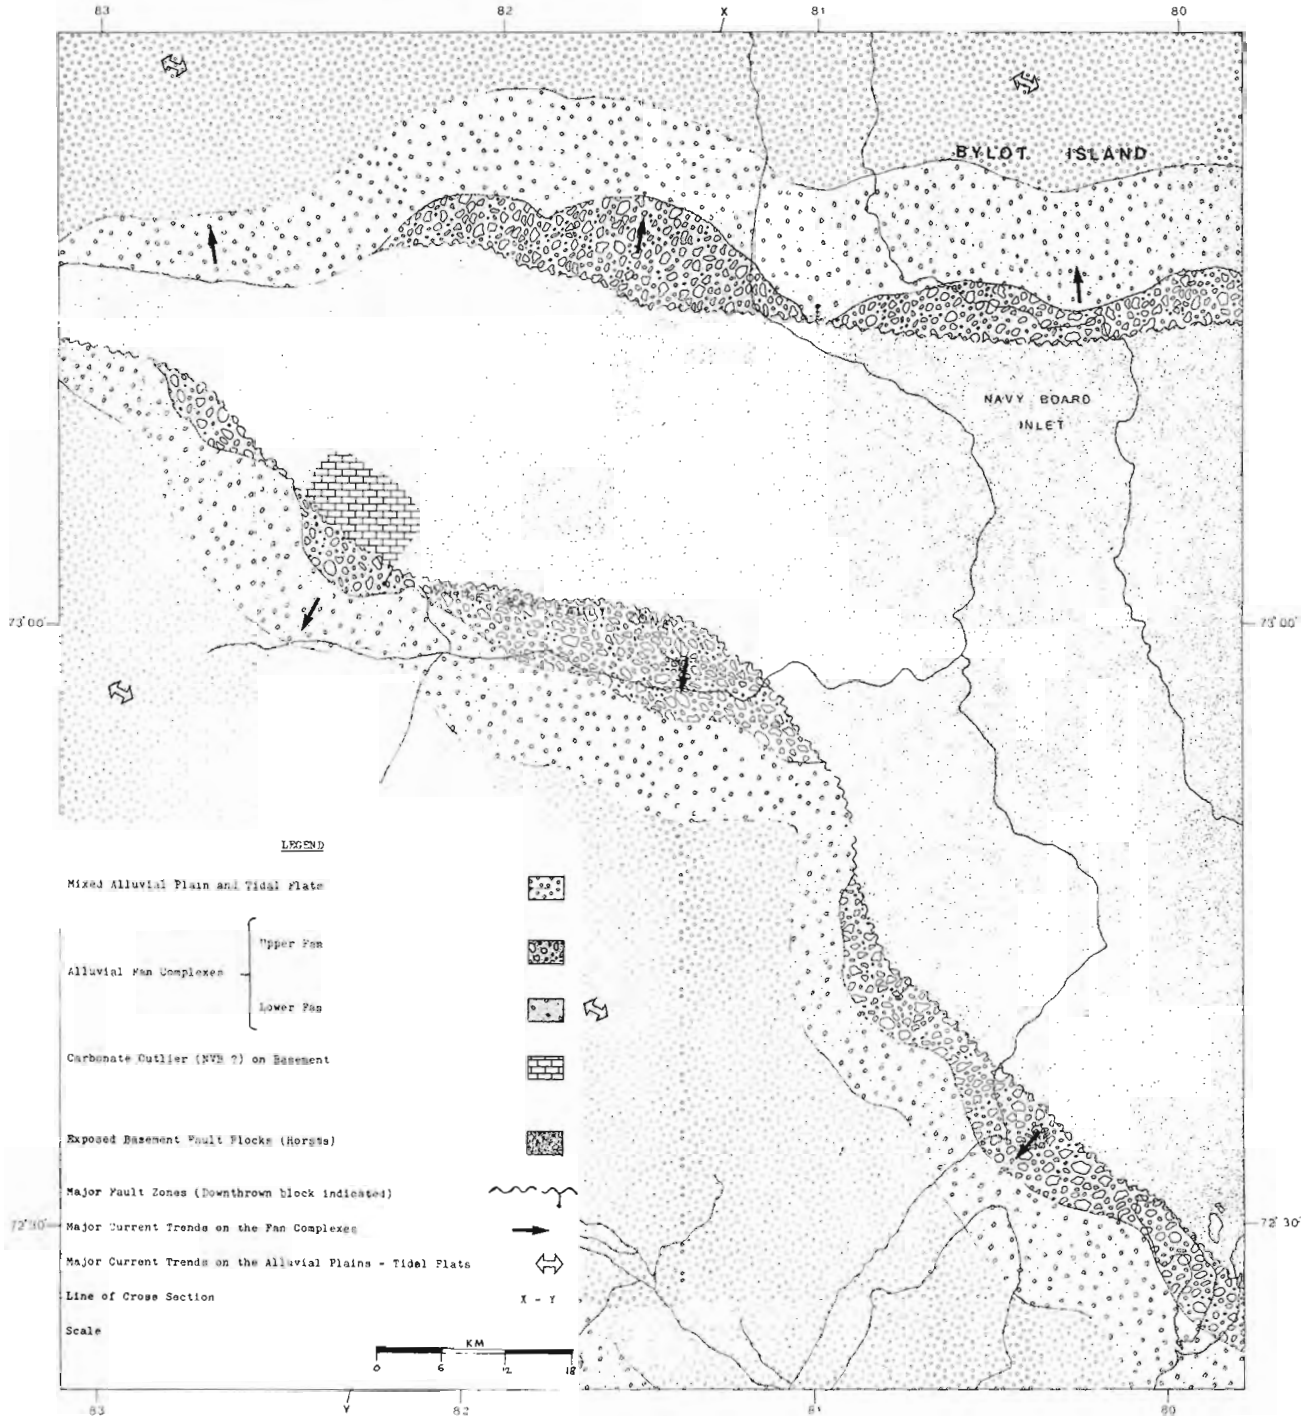 83 82 X 81 80
BYLOT ISLAND
NAVY BOARD
INLET
FAULT ZONE
73°00' 73°00'
LEGEND
Mixed Alluvial Plain and Tidal Flats
Upper Fan
Alluvial Fan Complexes
Lower Fan
Carbonate Outlier (NVB ?) on Basement
Exposed Basement Fault Blocks (Horsts)
Major Fault Zones (Downthrown block indicated)
72°30' 72°30'
Major Current Trends on the Fan Complexes
Major Current Trends on the Alluvial Plains - Tidal Flats
Line of Cross Section X - Y
Scale
KM
0 6 12 18
83 Y 82 81 80